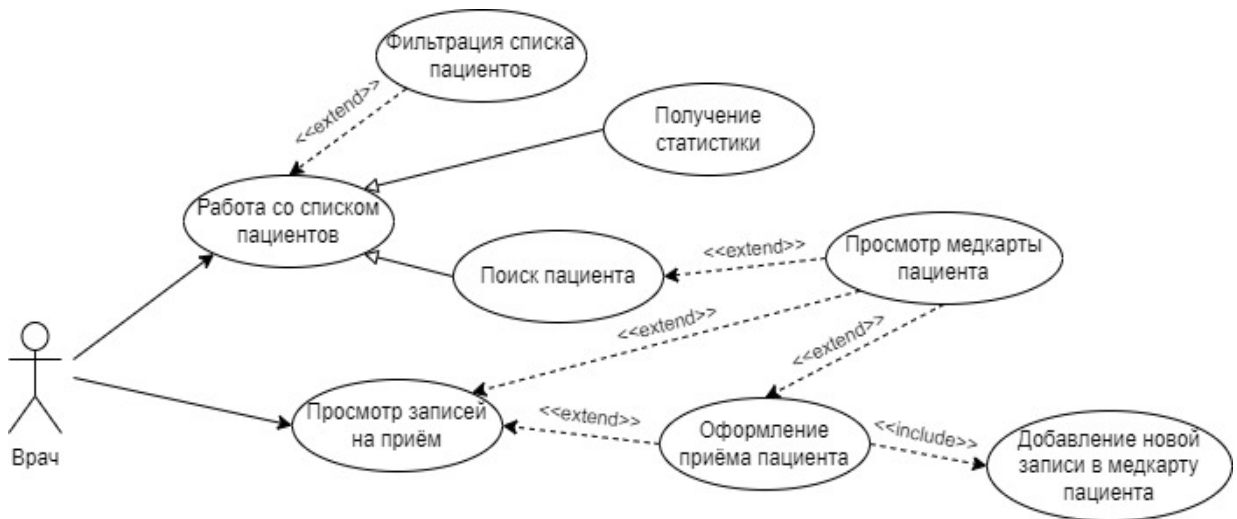 Фильтрация списка
пациентов
<<extend>>
Получение
статистики
Работа со списком
пациентов
<<extend>>
Просмотр медкарты
пациента
Поиск пациента
<<extend>>
<<extend>>
Просмотр записей
на приём
<<extend>>
Оформление
приёма пациента
<<include>>
Добавление новой
записи в медкарту
пациента
Врач